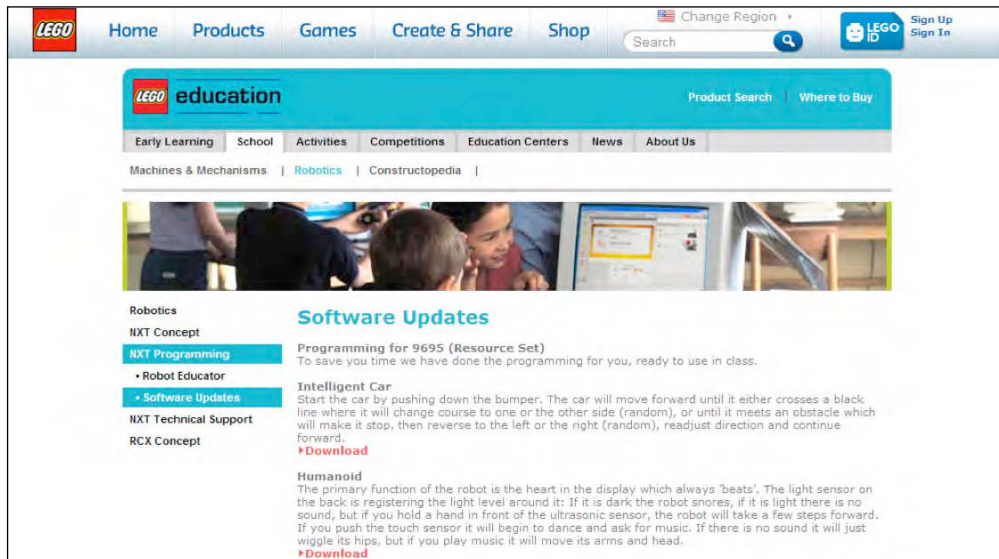 LEGO
Home Products Games Create & Share Shop
Change Region
Search
LEGO ID
Sign Up
Sign In
LEGO education
Product Search | Where to Buy
Early Learning School Activities Competitions Education Centers News About Us
Machines & Mechanisms | Robotics | Constructopedia |
Robotics
NXT Concept
NXT Programming
• Robot Educator
• Software Updates
NXT Technical Support
RCX Concept
Software Updates
Programming for 9695 (Resource Set)
To save you time we have done the programming for you, ready to use in class.
Intelligent Car
Start the car by pushing down the bumper. The car will move forward until it either crosses a black
line where it will change course to one or the other side (random), or until it meets an obstacle which
will make it stop, then reverse to the left or the right (random), readjust direction and continue
forward.
Download
Humanoid
The primary function of the robot is the heart in the display which always 'beats'. The light sensor on
the back is registering the light level around it: If it is dark the robot snores, if it is light there is no
sound, but if you hold a hand in front of the ultrasonic sensor, the robot will take a few steps forward.
If you push the touch sensor it will begin to dance and ask for music. If there is no sound it will just
wiggle its hips, but if you play music it will move its arms and head.
Download